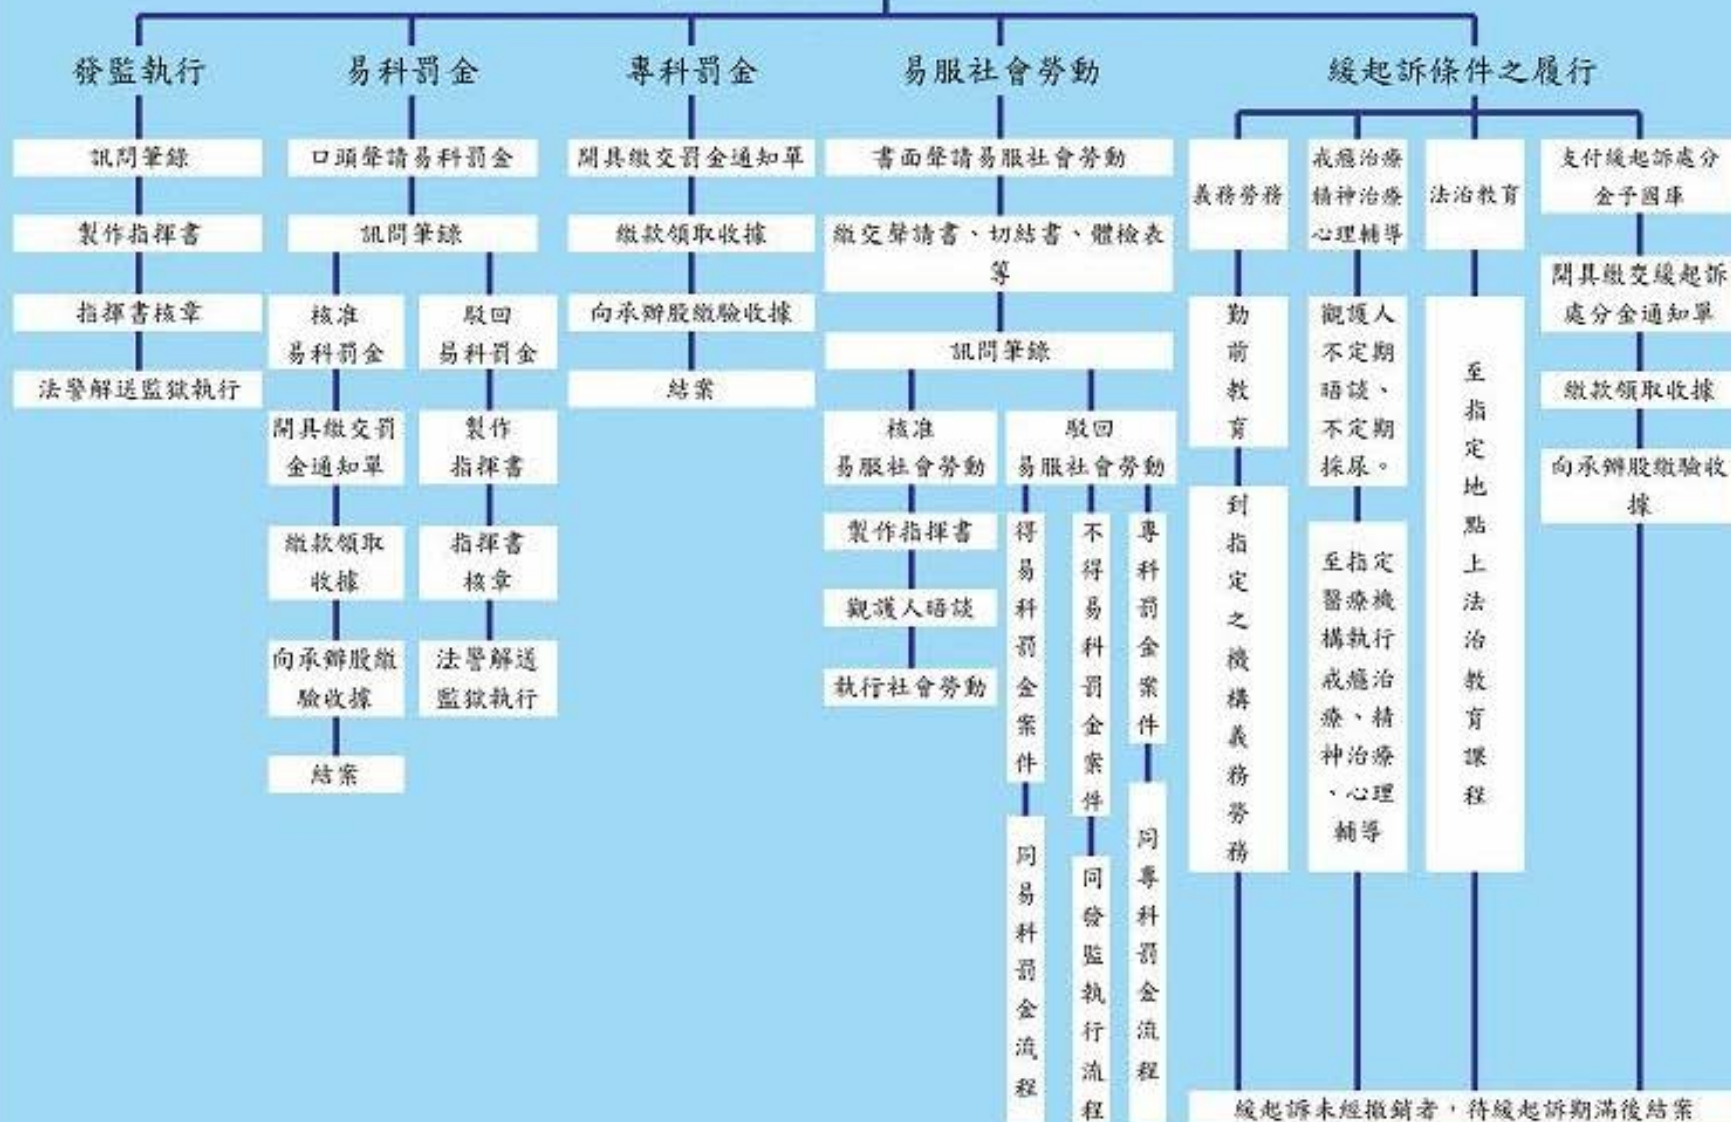 發監執行
訊問筆錄
製作指揮書
指揮書核章
法警解送監獄執行
易科罰金
口頭聲請易科罰金
訊問筆錄
核准
易科罰金
開具繳交罰
金通知單
繳款領取
收據
向承辦股繳
驗收據
結案
駁回
易科罰金
製作
指揮書
指揮書
核章
法警解送
監獄執行
專科罰金
開具繳交罰金通知單
繳款領取收據
向承辦股繳驗收據
結案
易服社會勞動
書面聲請易服社會勞動
繳交聲請書、切結書、體檢表
等
訊問筆錄
核准
易服社會勞動
製作指揮書
觀護人晤談
執行社會勞動
駁回
易服社會勞動
得易科罰金案件
同易科罰金流程
不得易科罰金案件
同發監執行流程
專科罰金案件
同專科罰金流程
緩起訴條件之履行
義務勞務
勤前教育
到指定之機構義務勞務
戒癮治療
精神治療
心理輔導
觀護人
不定期
晤談、
不定期
採尿。
至指定
醫療機
構執行
戒癮治
療、精
神治療
、心理
輔導
法治教育
至指定地點上法治教育課程
支付緩起訴處分
金予國庫
開具繳交緩起訴
處分金通知單
繳款領取收據
向承辦股繳驗收
據
緩起訴未經撤銷者,待緩起訴期滿後結案